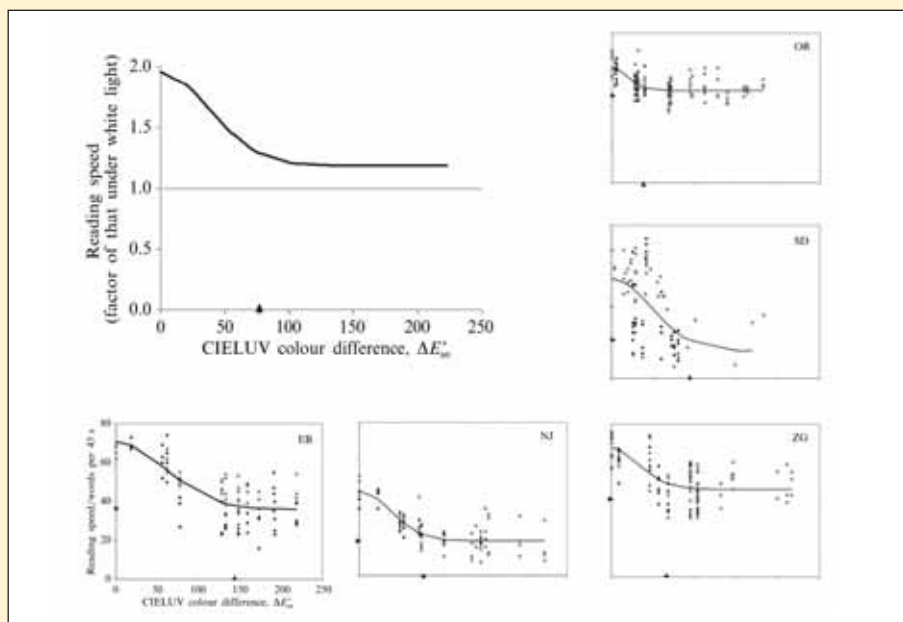 Reading speed
(factor of that under white light)
2.0
1.5
1.0
0.5
0.0
0 50 100 150 200 250
CIELUV colour difference, ΔE*uv
OR
SD
Reading speed/words per 45 s
80
60
40
20
0
EB
0 50 100 150 200 250
CIELUV colour difference, ΔE*uv
NJ
ZG